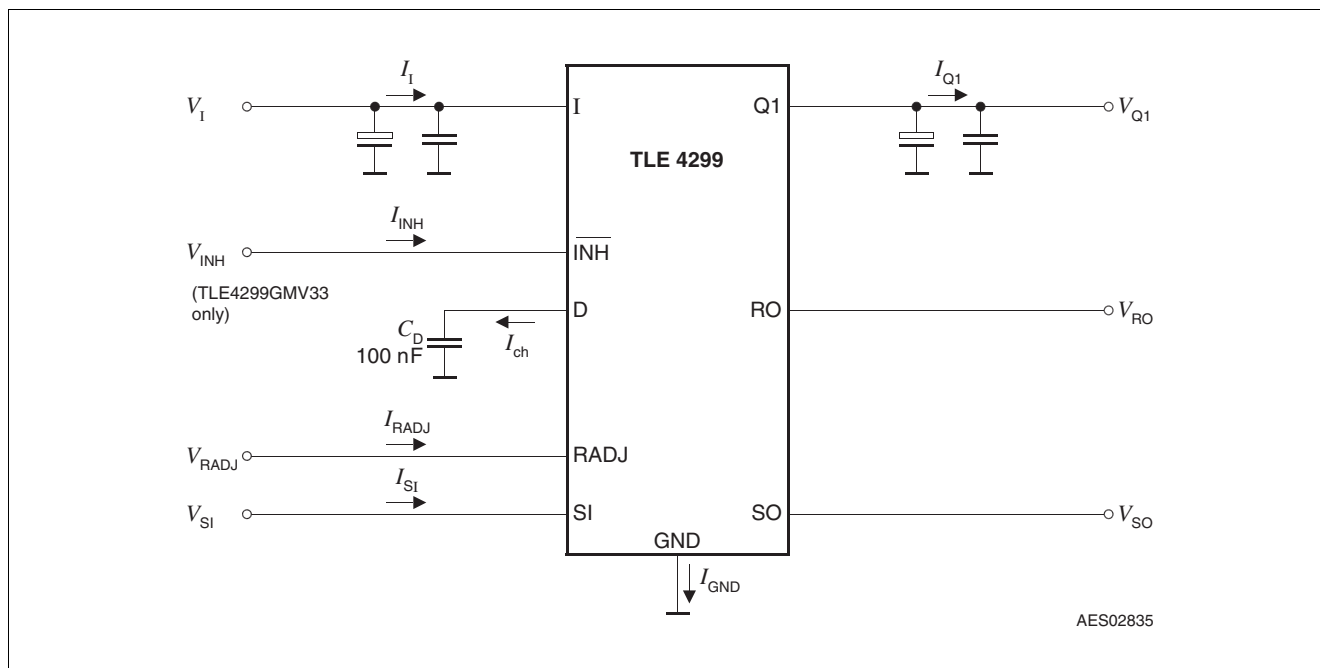 I_I
I_Q1
V_I
I
Q1
V_Q1
TLE 4299
I_INH
V_INH
INH
(TLE4299GMV33
only)
D
RO
V_RO
C_D
100 nF
I_ch
I_RADJ
V_RADJ
RADJ
I_SI
V_SI
SI
SO
V_SO
GND
I_GND
AES02835